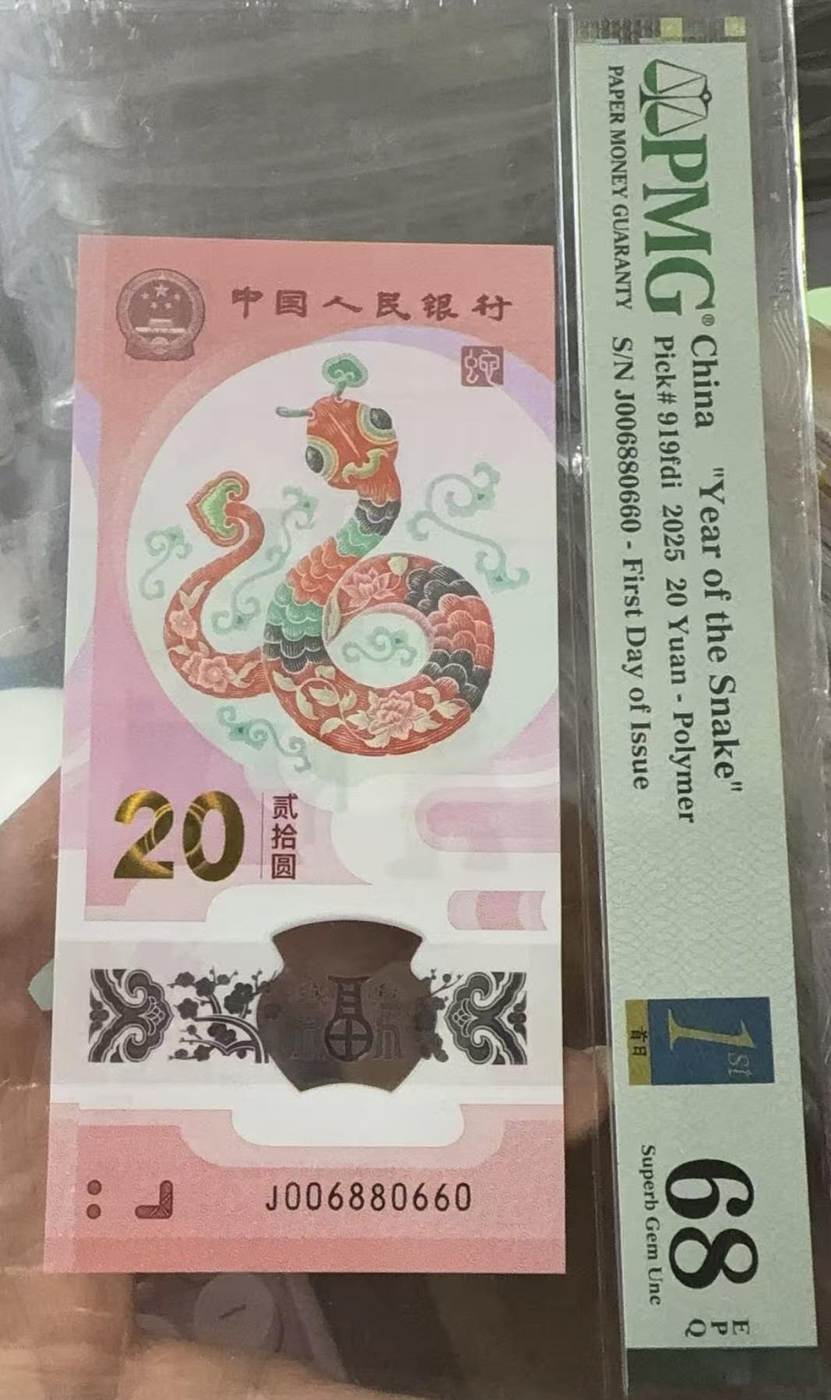 中国人民银行
蛇
20
贰拾圆
福
J006880660
PMG®
PAPER MONEY GUARANTY
China "Year of the Snake"
Pick# 919fdi 2025 20 Yuan - Polymer
S/N J006880660 - First Day of Issue
1st
首日
68 EPQ
Superb Gem Unc